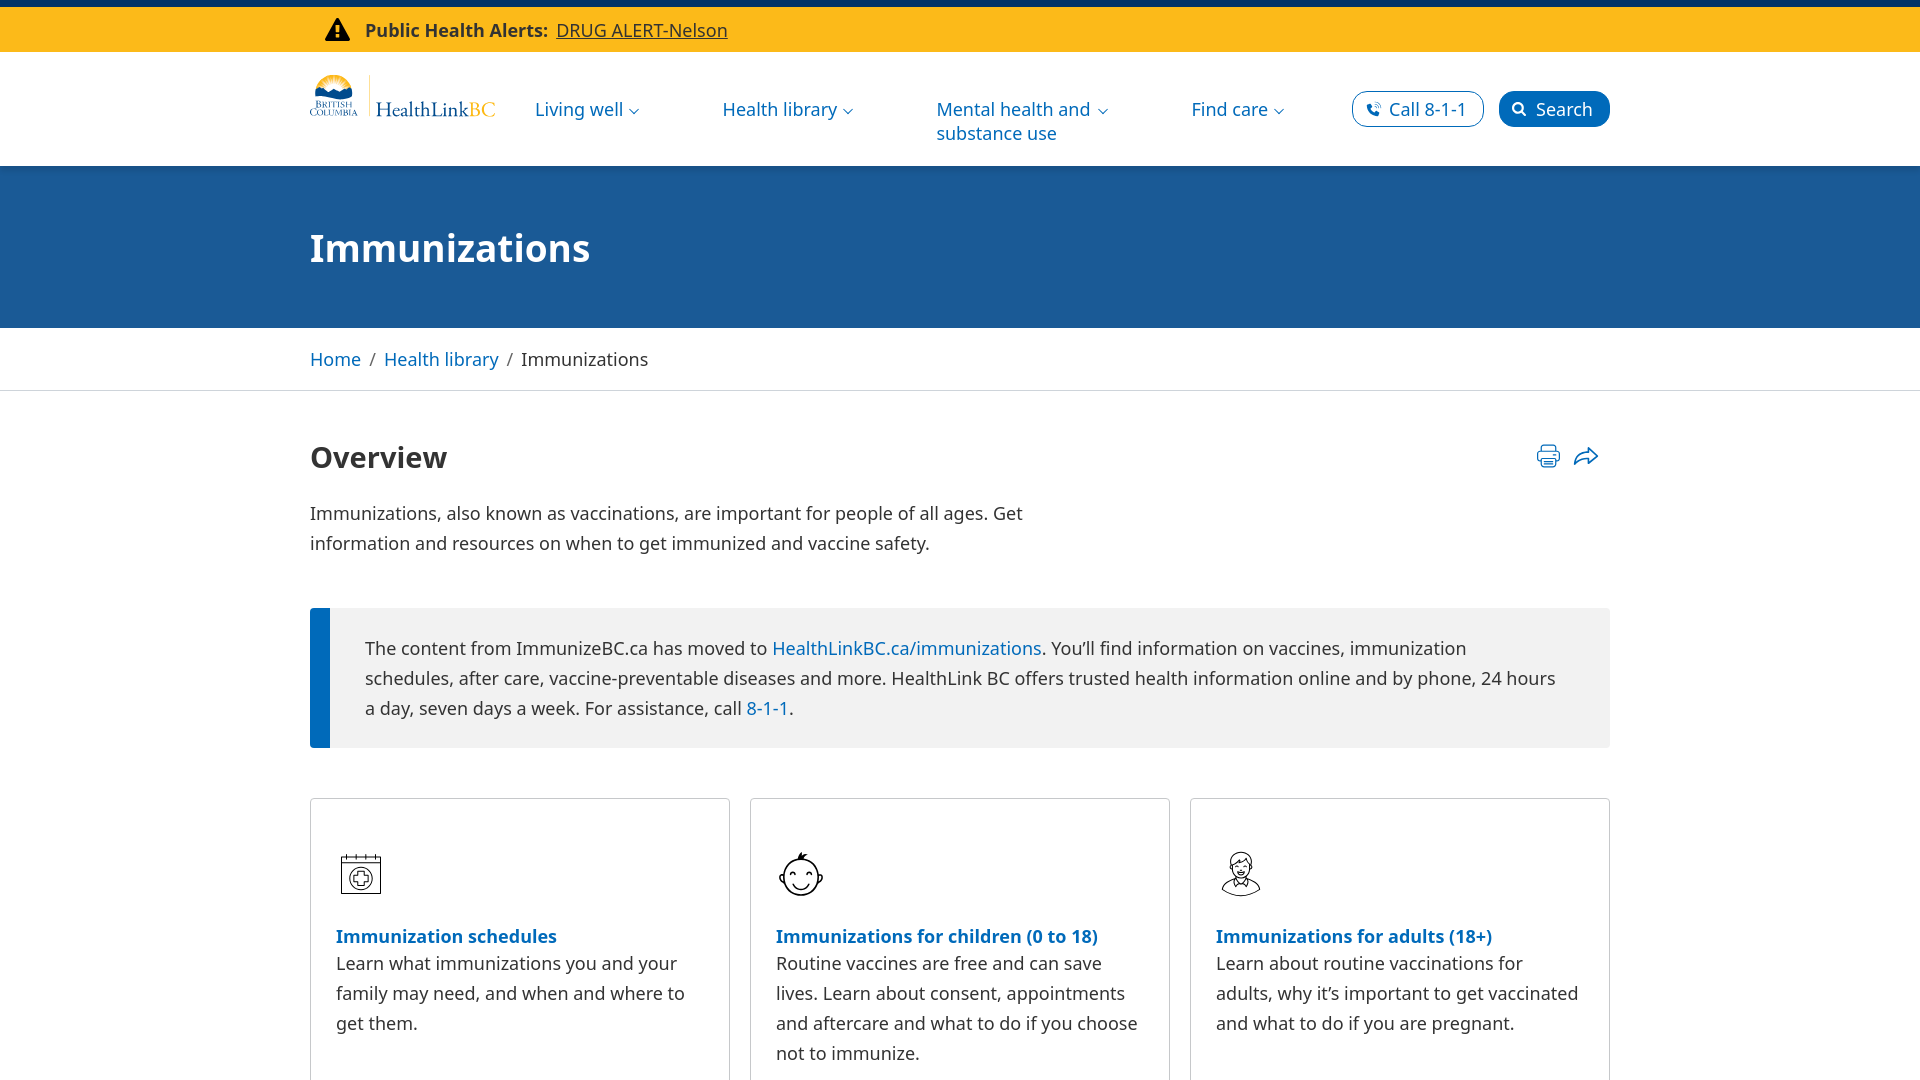 Public Health Alerts: DRUG ALERT-Nelson
BRITISH
COLUMBIA
HealthLinkBC
Living well
Health library
Mental health and
substance use
Find care
Call 8-1-1
Search
Immunizations
Home / Health library / Immunizations
Overview
Immunizations, also known as vaccinations, are important for people of all ages. Get
information and resources on when to get immunized and vaccine safety.
The content from ImmunizeBC.ca has moved to HealthLinkBC.ca/immunizations. You’ll find information on vaccines, immunization
schedules, after care, vaccine-preventable diseases and more. HealthLink BC offers trusted health information online and by phone, 24 hours
a day, seven days a week. For assistance, call 8-1-1.
Immunization schedules
Learn what immunizations you and your
family may need, and when and where to
get them.
Immunizations for children (0 to 18)
Routine vaccines are free and can save
lives. Learn about consent, appointments
and aftercare and what to do if you choose
not to immunize.
Immunizations for adults (18+)
Learn about routine vaccinations for
adults, why it’s important to get vaccinated
and what to do if you are pregnant.